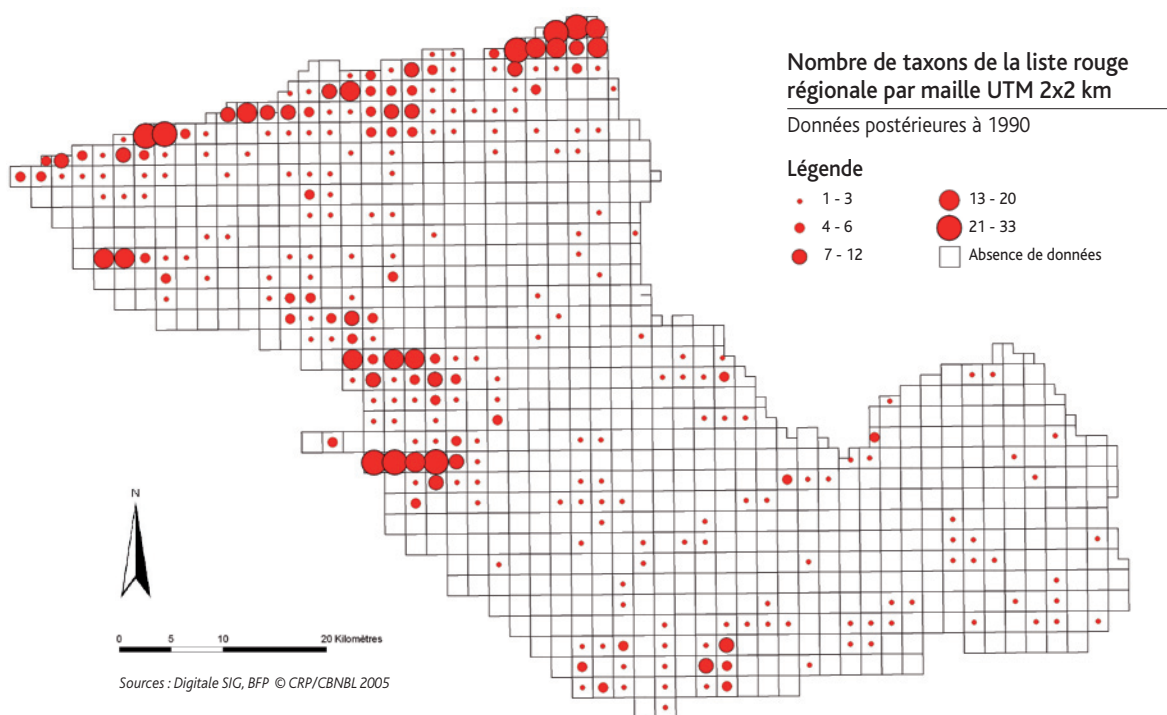 Nombre de taxons de la liste rouge
régionale par maille UTM 2x2 km
Données postérieures à 1990
Légende
1 - 3
4 - 6
7 - 12
13 - 20
21 - 33
Absence de données
N
0 5 10 20 Kilomètres
Sources : Digitale SIG, BFP © CRP/CBNBL 2005